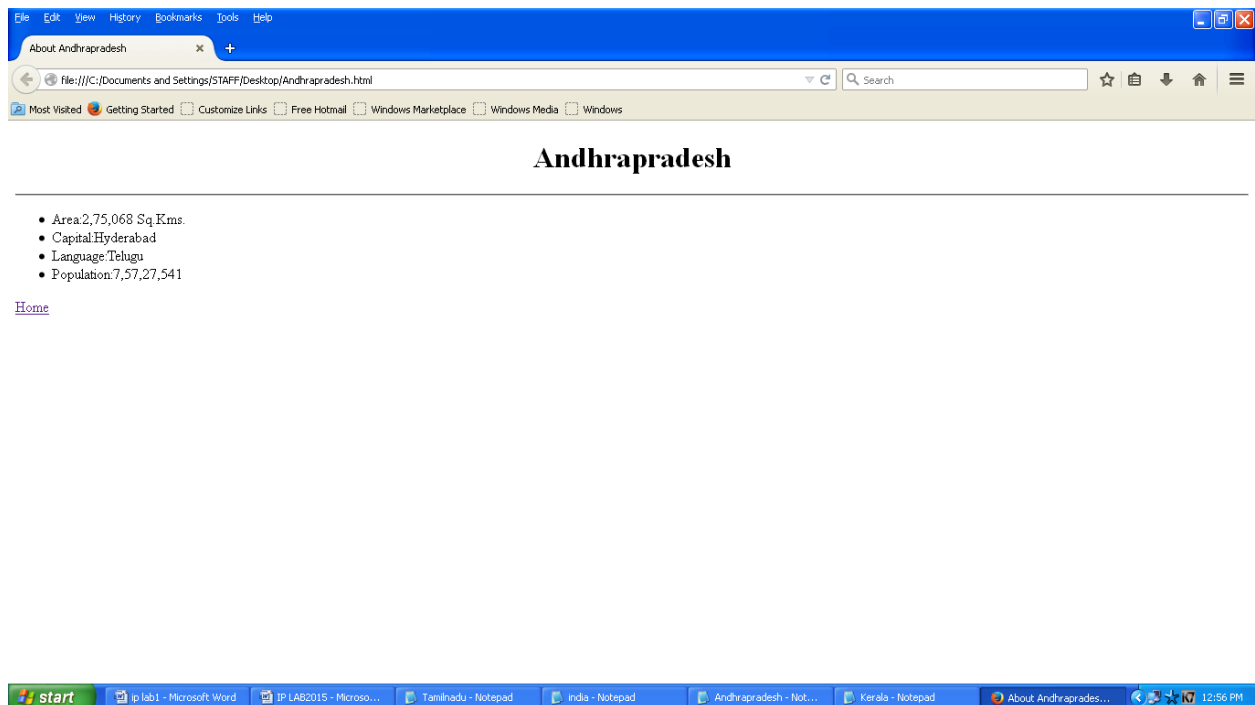 File Edit View History Bookmarks Tools Help
About Andhrapradesh
file:///C:/Documents and Settings/STAFF/Desktop/Andhrapradesh.html
Search
Most Visited Getting Started Customize Links Free Hotmail Windows Marketplace Windows Media Windows
Andhrapradesh
Area:2,75,068 Sq.Kms.
Capital:Hyderabad
Language:Telugu
Population:7,57,27,541
Home
start ip lab1 - Microsoft Word IP LAB2015 - Microso... Tamilnadu - Notepad india - Notepad Andhrapradesh - Not... Kerala - Notepad About Andhraprades... 12:56 PM